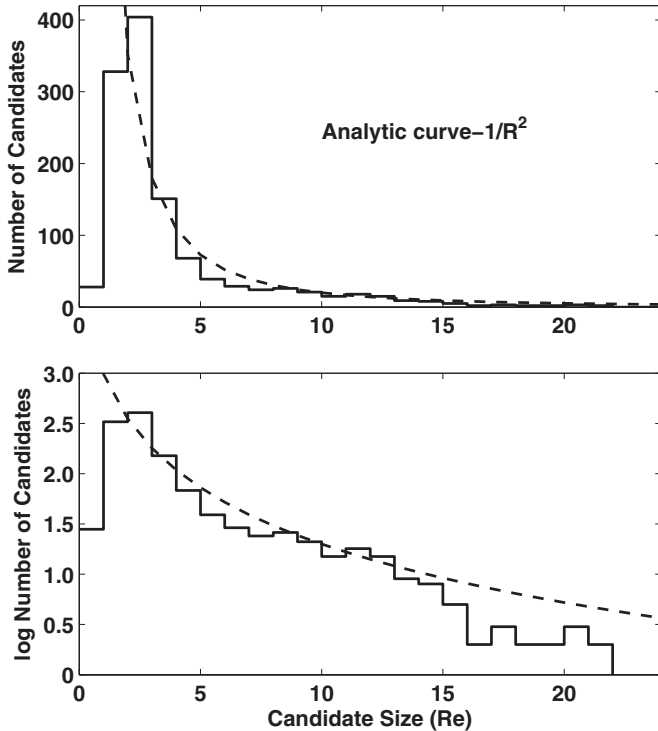 400
300
200
100
0
Number of Candidates
Analytic curve–1/R²
0 5 10 15 20
3.0
2.5
2.0
1.5
1.0
0.5
0
log Number of Candidates
0 5 10 15 20
Candidate Size (Re)